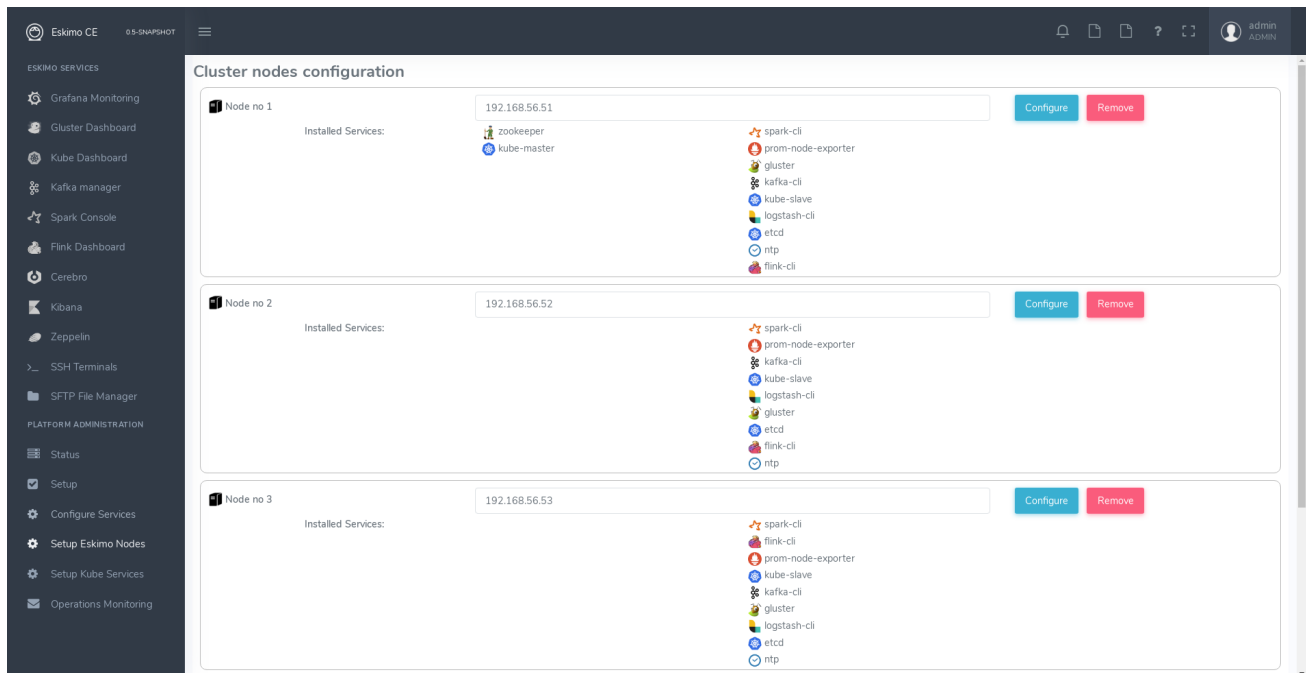 Eskimo CE 0.5-SNAPSHOT
? admin
ADMIN
ESKIMO SERVICES
Grafana Monitoring
Gluster Dashboard
Kube Dashboard
Kafka manager
Spark Console
Flink Dashboard
Cerebro
Kibana
Zeppelin
SSH Terminals
SFTP File Manager
PLATFORM ADMINISTRATION
Status
Setup
Configure Services
Setup Eskimo Nodes
Setup Kube Services
Operations Monitoring
Cluster nodes configuration
Node no 1 192.168.56.51 Configure Remove
Installed Services: zookeeper spark-cli
kube-master prom-node-exporter
gluster
kafka-cli
kube-slave
logstash-cli
etcd
ntp
flink-cli
Node no 2 192.168.56.52 Configure Remove
Installed Services: spark-cli
prom-node-exporter
kafka-cli
kube-slave
logstash-cli
gluster
etcd
flink-cli
ntp
Node no 3 192.168.56.53 Configure Remove
Installed Services: spark-cli
flink-cli
prom-node-exporter
kube-slave
kafka-cli
gluster
logstash-cli
etcd
ntp